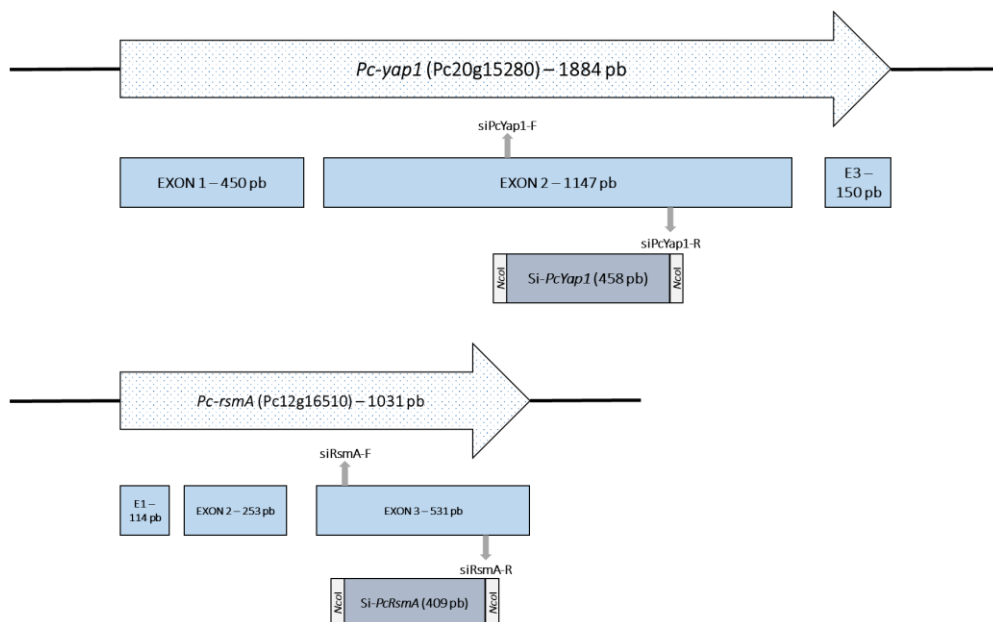 Pc-yap1 (Pc20g15280) – 1884 pb
siPcYap1-F
EXON 1 – 450 pb
EXON 2 – 1147 pb
E3 –
150 pb
siPcYap1-R
NcoI
Si-PcYap1 (458 pb)
NcoI
Pc-rsmA (Pc12g16510) – 1031 pb
siRsmA-F
E1 –
114 pb
EXON 2 – 253 pb
EXON 3 – 531 pb
siRsmA-R
NcoI
Si-PcRsmA (409 pb)
NcoI